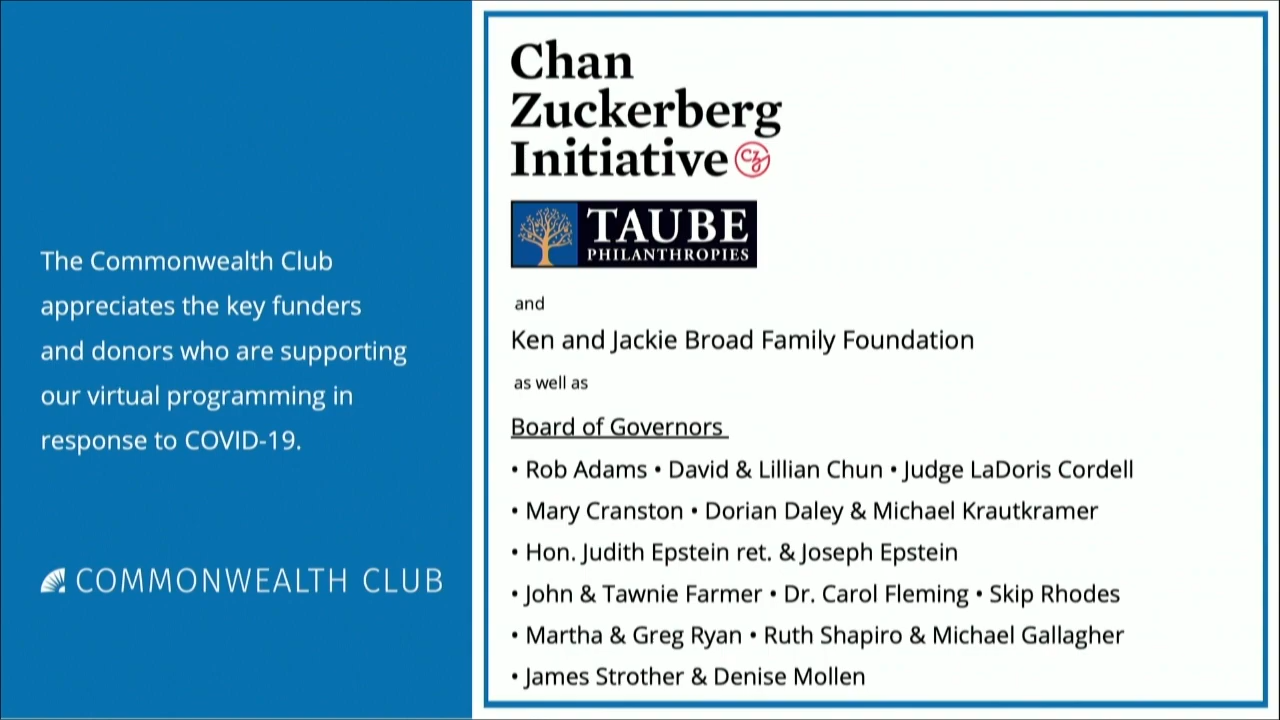 The Commonwealth Club
appreciates the key funders
and donors who are supporting
our virtual programming in
response to COVID-19.
COMMONWEALTH CLUB
Chan
Zuckerberg
Initiative CZI
TAUBE
PHILANTHROPIES
and
Ken and Jackie Broad Family Foundation
as well as
Board of Governors
• Rob Adams • David & Lillian Chun • Judge LaDoris Cordell
• Mary Cranston • Dorian Daley & Michael Krautkramer
• Hon. Judith Epstein ret. & Joseph Epstein
• John & Tawnie Farmer • Dr. Carol Fleming • Skip Rhodes
• Martha & Greg Ryan • Ruth Shapiro & Michael Gallagher
• James Strother & Denise Mollen